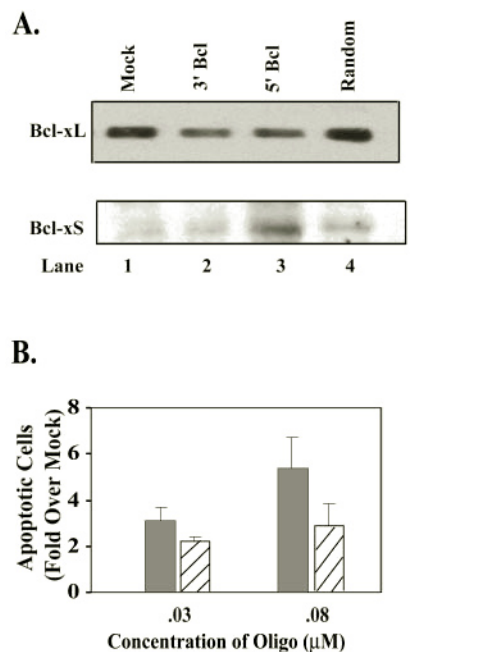 A.
Mock 3' Bcl 5' Bcl Random
Bcl-xL
Bcl-xS
Lane 1 2 3 4
B.
Apoptotic Cells
(Fold Over Mock)
8
6
4
2
0
.03 .08
Concentration of Oligo (μM)